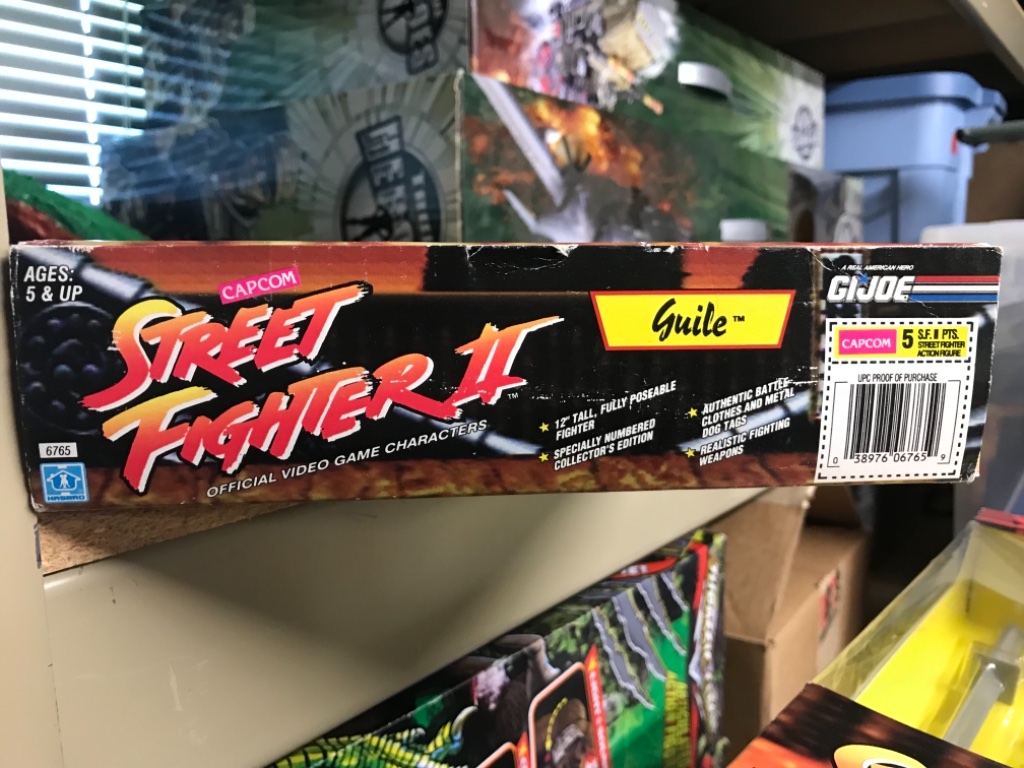 AGES:
5 & UP
CAPCOM
STREET
FIGHTER II™
OFFICIAL VIDEO GAME CHARACTERS
6765
HASBRO
Guile™
★ 12" TALL, FULLY POSEABLE
FIGHTER
★ SPECIALLY NUMBERED
COLLECTOR'S EDITION
★ AUTHENTIC BATTLE
CLOTHES AND METAL
DOG TAGS
★ REALISTIC FIGHTING
WEAPONS
A REAL AMERICAN HERO
GI JOE
CAPCOM 5 S.F. II PTS.
STREET FIGHTER
ACTION FIGURE
UPC PROOF OF PURCHASE
0 38976 06765 9